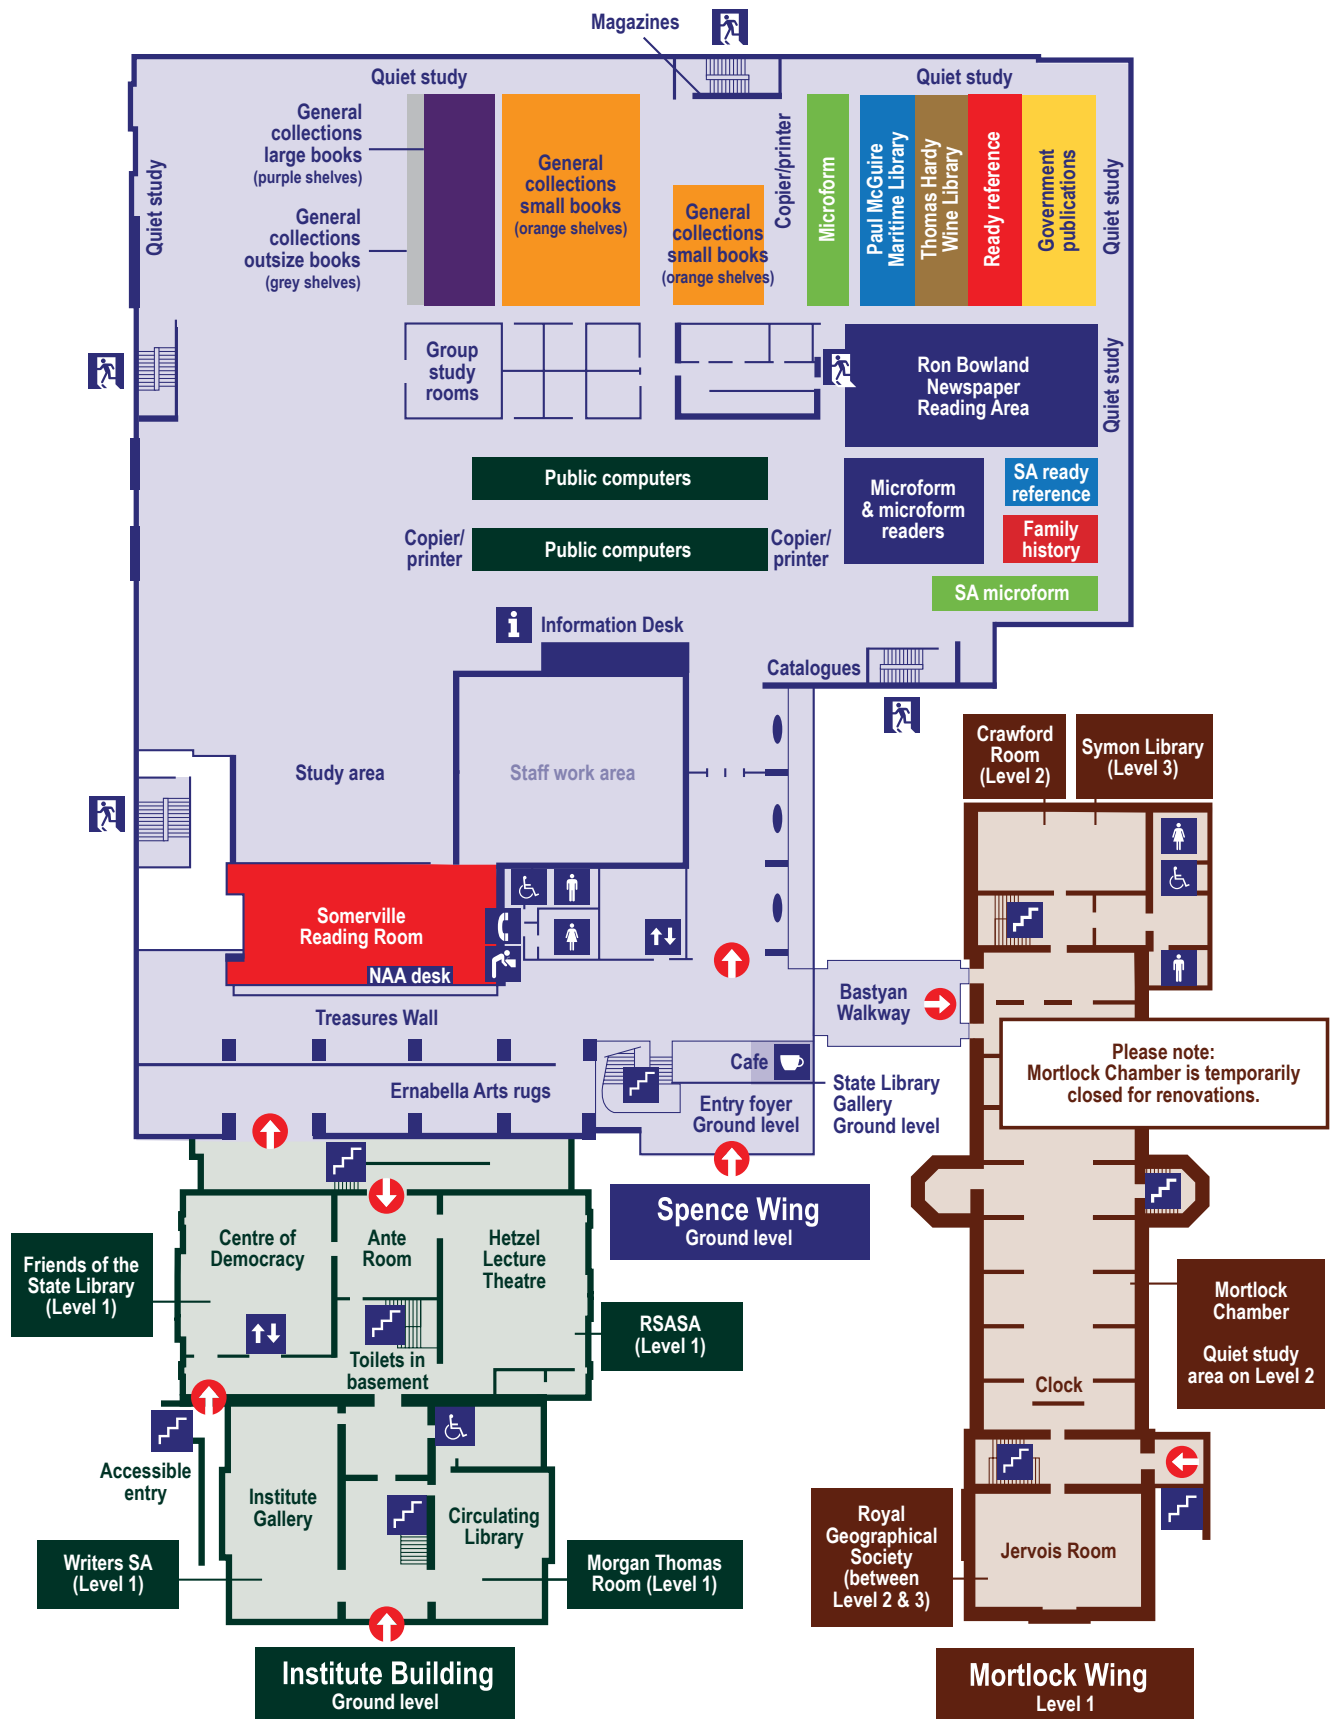 Magazines
Quiet study
Quiet study
General
collections
large books
(purple shelves)
General
collections
outsize books
(grey shelves)
Quiet study
General
collections
small books
(orange shelves)
General
collections
small books
(orange shelves)
Copier/printer
Microform
Paul McGuire
Maritime Library
Thomas Hardy
Wine Library
Ready reference
Government
publications
Quiet study
Group
study
rooms
Ron Bowland
Newspaper
Reading Area
Quiet study
Public computers
Microform
& microform
readers
SA ready
reference
Copier/
printer
Public computers
Copier/
printer
Family
history
SA microform
Information Desk
Catalogues
Study area
Staff work area
Crawford
Room
(Level 2)
Symon Library
(Level 3)
Somerville
Reading Room
NAA desk
Treasures Wall
Bastyan
Walkway
Please note:
Mortlock Chamber is temporarily
closed for renovations.
Cafe
Ernabella Arts rugs
Entry foyer
Ground level
State Library
Gallery
Ground level
Spence Wing
Ground level
Centre of
Democracy
Ante
Room
Hetzel
Lecture
Theatre
Friends of the
State Library
(Level 1)
RSASA
(Level 1)
Toilets in
basement
Mortlock
Chamber
Quiet study
area on Level 2
Clock
Accessible
entry
Institute
Gallery
Circulating
Library
Writers SA
(Level 1)
Morgan Thomas
Room (Level 1)
Royal
Geographical
Society
(between
Level 2 & 3)
Jervois Room
Institute Building
Ground level
Mortlock Wing
Level 1